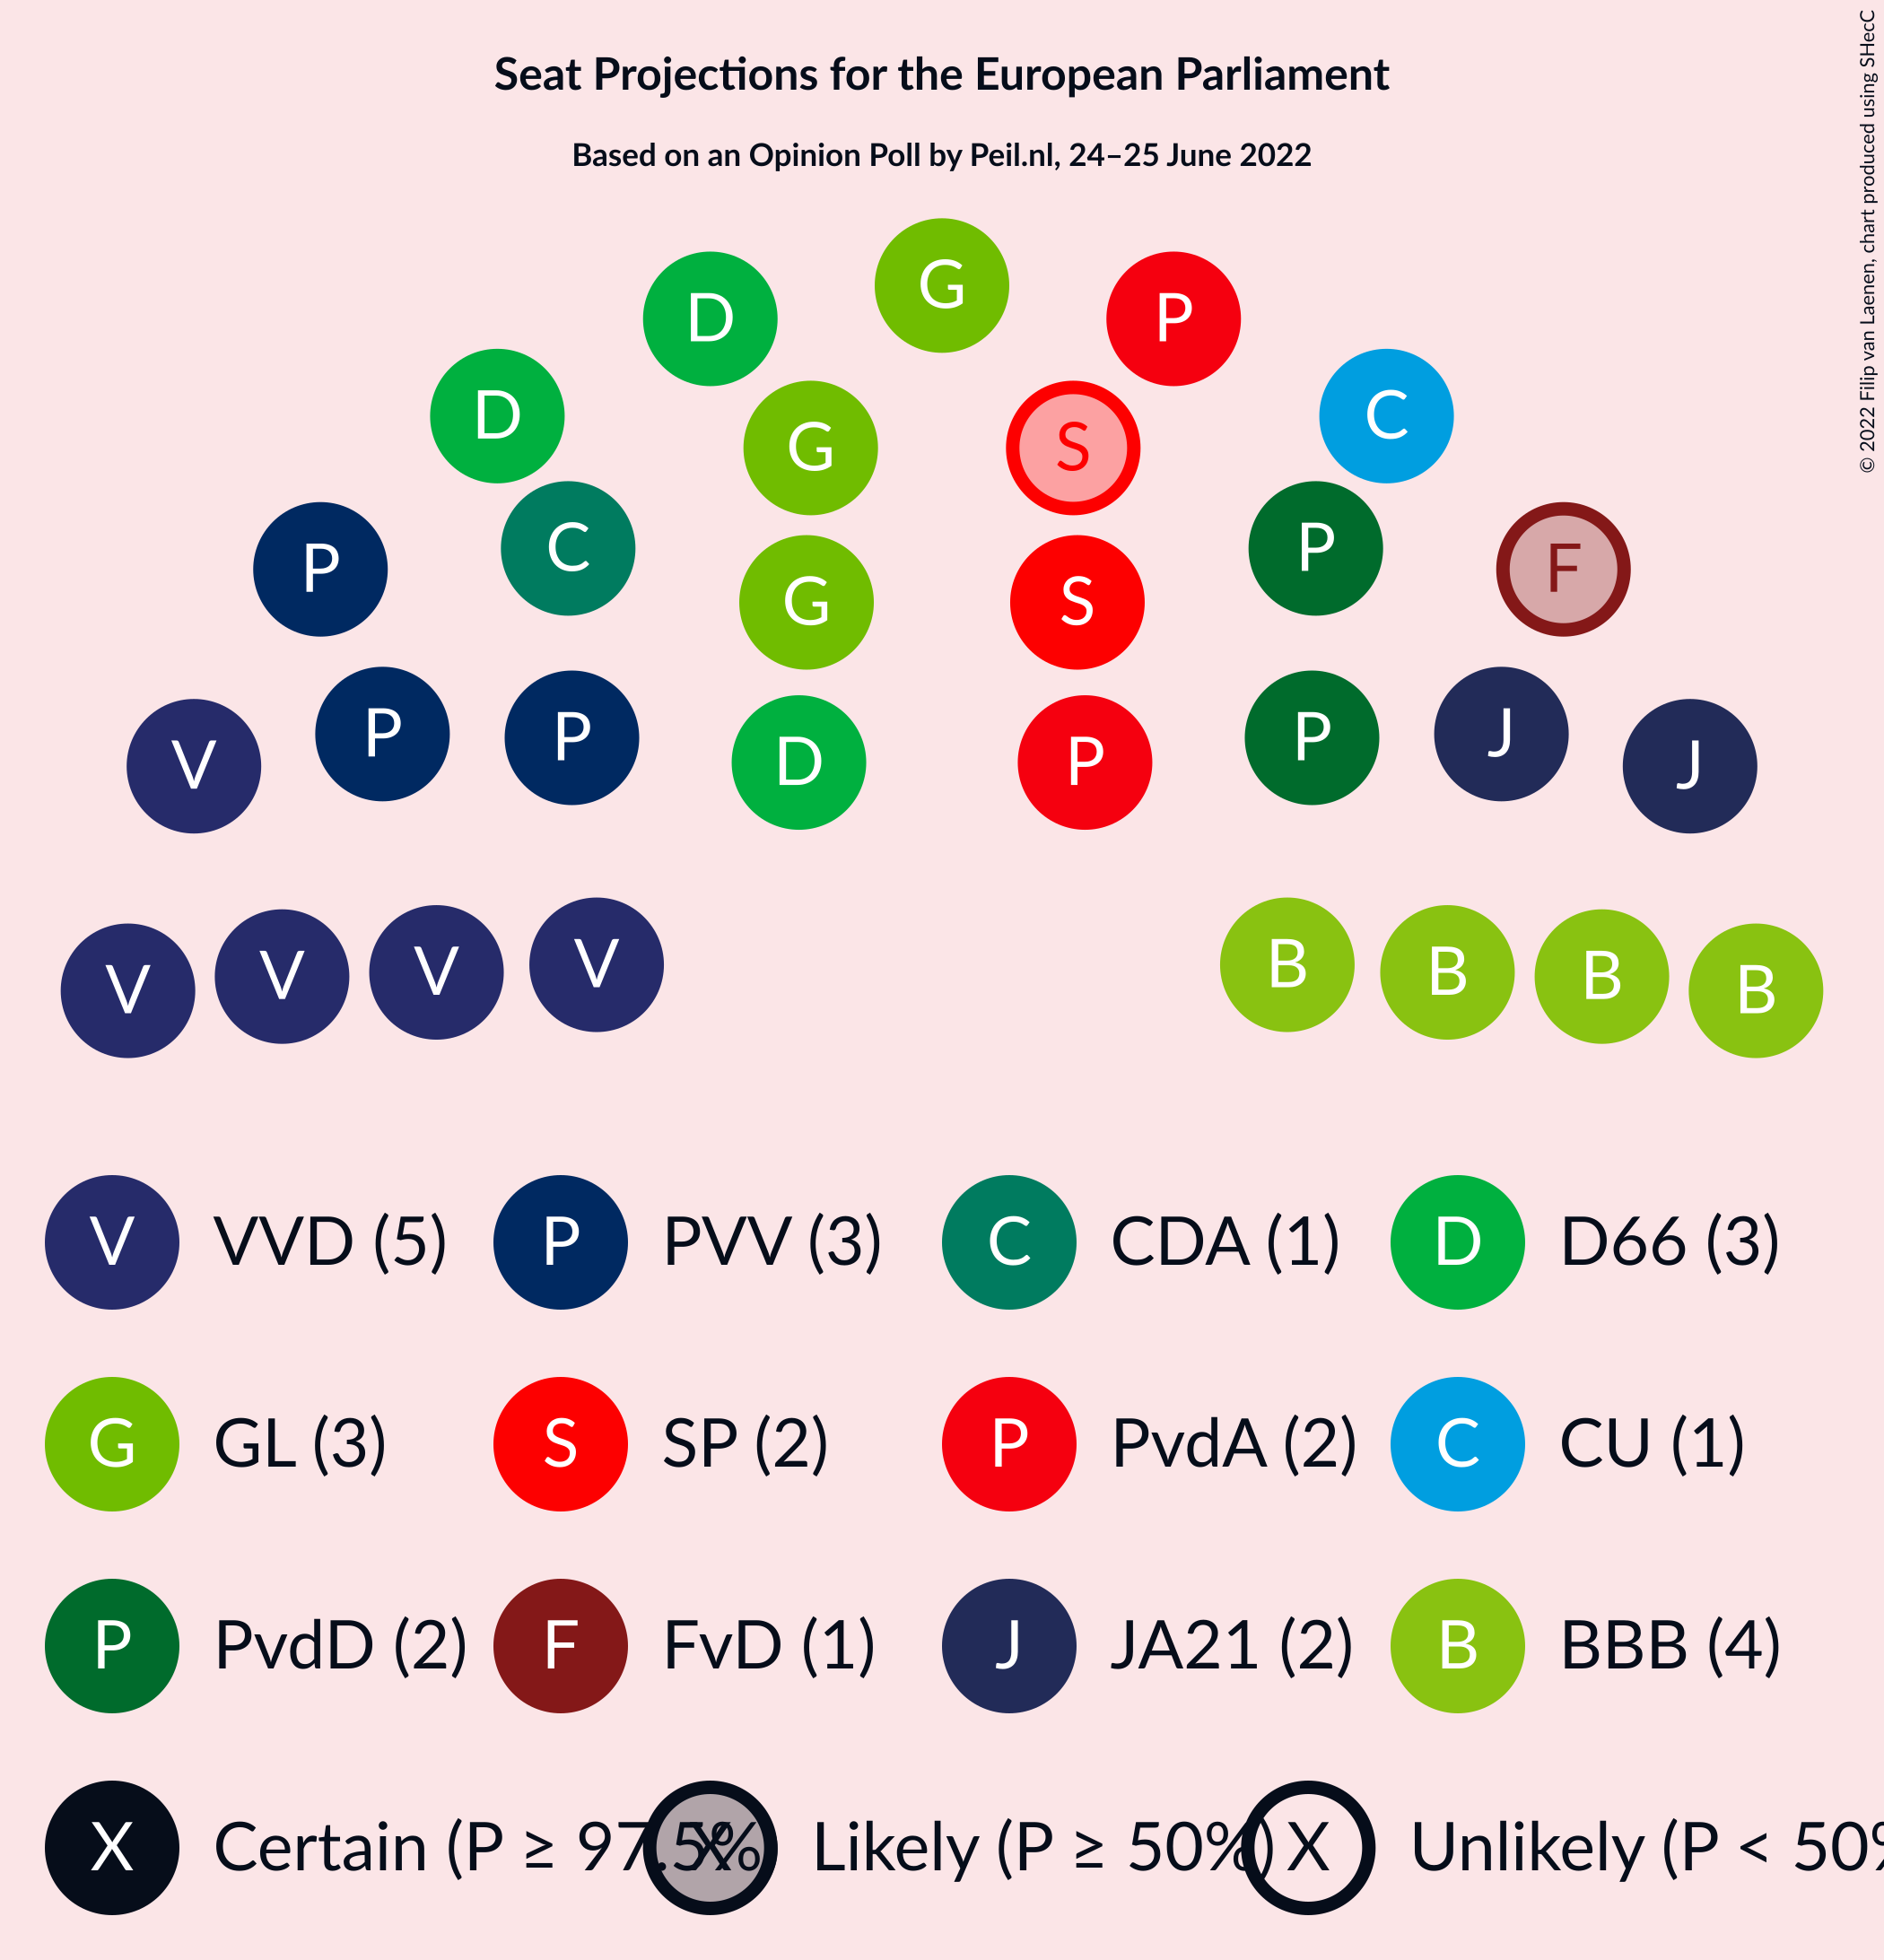 Seat Projections for the European Parliament
Based on an Opinion Poll by Peil.nl, 24–25 June 2022
© 2022 Filip van Laenen, chart produced using SHecC
G
D P
D C
G S
P C P F
G S
V P P D P P J J
V V V V B B B B
V VVD (5) P PVV (3) C CDA (1) D D66 (3)
G GL (3) S SP (2) P PvdA (2) C CU (1)
P PvdD (2) F FvD (1) J JA21 (2) B BBB (4)
X Certain (P ≥ 97.5% X Likely (P ≥ 50%) X Unlikely (P < 50%